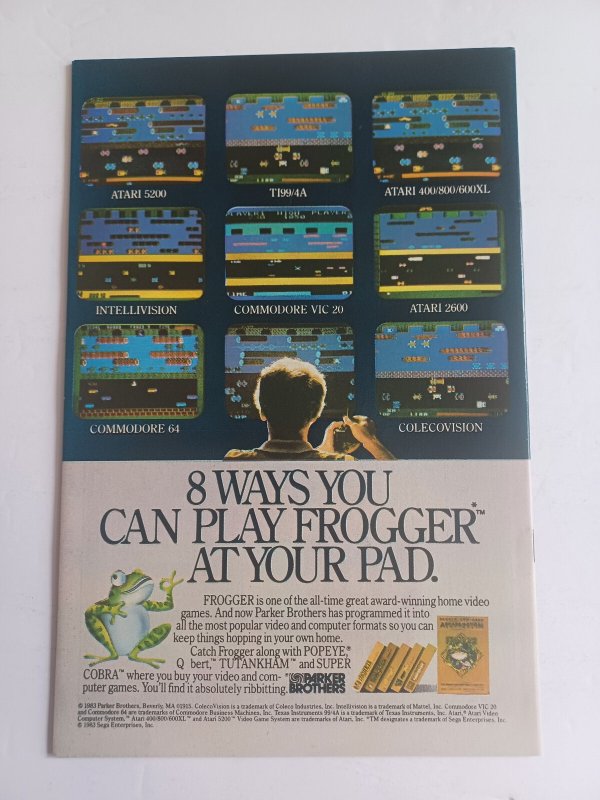 ATARI 5200
TI99/4A
ATARI 400/800/600XL
INTELLIVISION
COMMODORE VIC 20
ATARI 2600
COMMODORE 64
COLECOVISION
8 WAYS YOU
CAN PLAY FROGGER*™
AT YOUR PAD.
FROGGER is one of the all-time great award-winning home video
games. And now Parker Brothers has programmed it into
all the most popular video and computer formats so you can
keep things hopping in your own home.
Catch Frogger along with POPEYE,®
Q bert,™ TUTANKHAM™ and SUPER
COBRA™ where you buy your video and com-
puter games. You'll find it absolutely ribbitting.
PARKER
BROTHERS
© 1983 Parker Brothers, Beverly, MA 01915. ColecoVision is a trademark of Coleco Industries, Inc. Intellivision is a trademark of Mattel, Inc. Commodore VIC 20
and Commodore 64 are trademarks of Commodore Business Machines, Inc. Texas Instruments 99/4A is a trademark of Texas Instruments, Inc. Atari,® Atari Video
Computer System,™ Atari 400/800/600XL™ and Atari 5200™ Video Game System are trademarks of Atari, Inc. *TM designates a trademark of Sega Enterprises, Inc.
© 1983 Sega Enterprises, Inc.